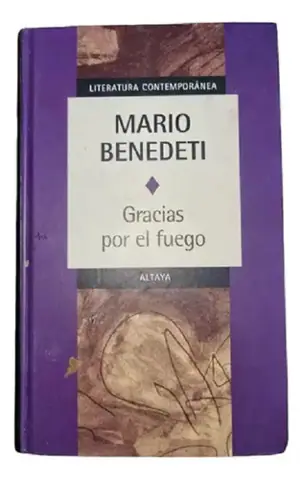 LITERATURA CONTEMPORÁNEA
MARIO
BENEDETI
Gracias
por el fuego
ALTAYA